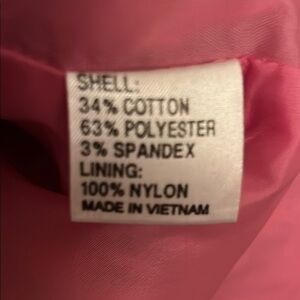 SHELL:
34% COTTON
63% POLYESTER
3% SPANDEX
LINING:
100% NYLON
MADE IN VIETNAM